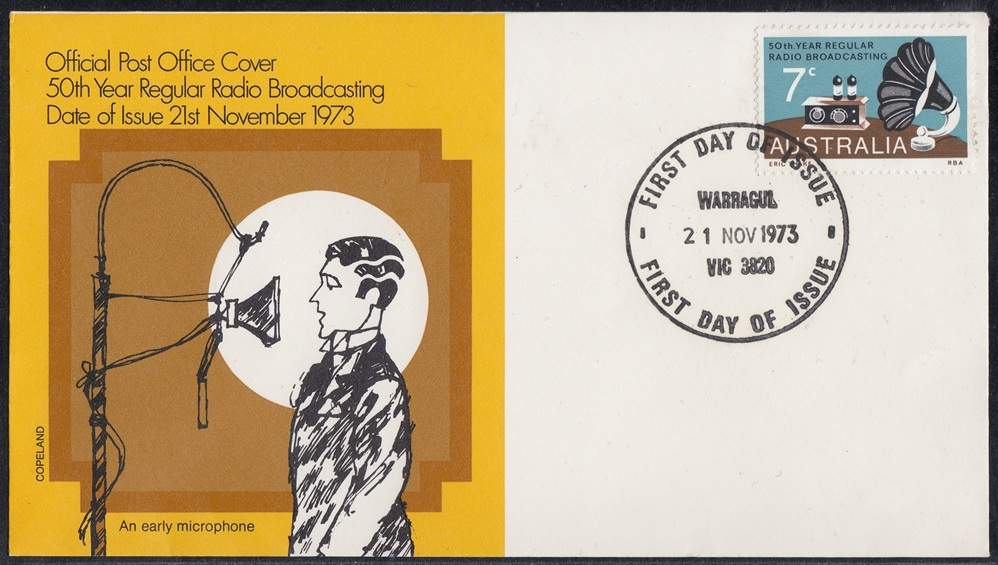 Official Post Office Cover
50th Year Regular Radio Broadcasting
Date of Issue 21st November 1973
COPELAND
An early microphone
50th. YEAR REGULAR
RADIO BROADCASTING
7c
AUSTRALIA
ERIC
RBA
FIRST DAY OF ISSUE
WARRAGUL
21 NOV 1973
VIC 3820
FIRST DAY OF ISSUE